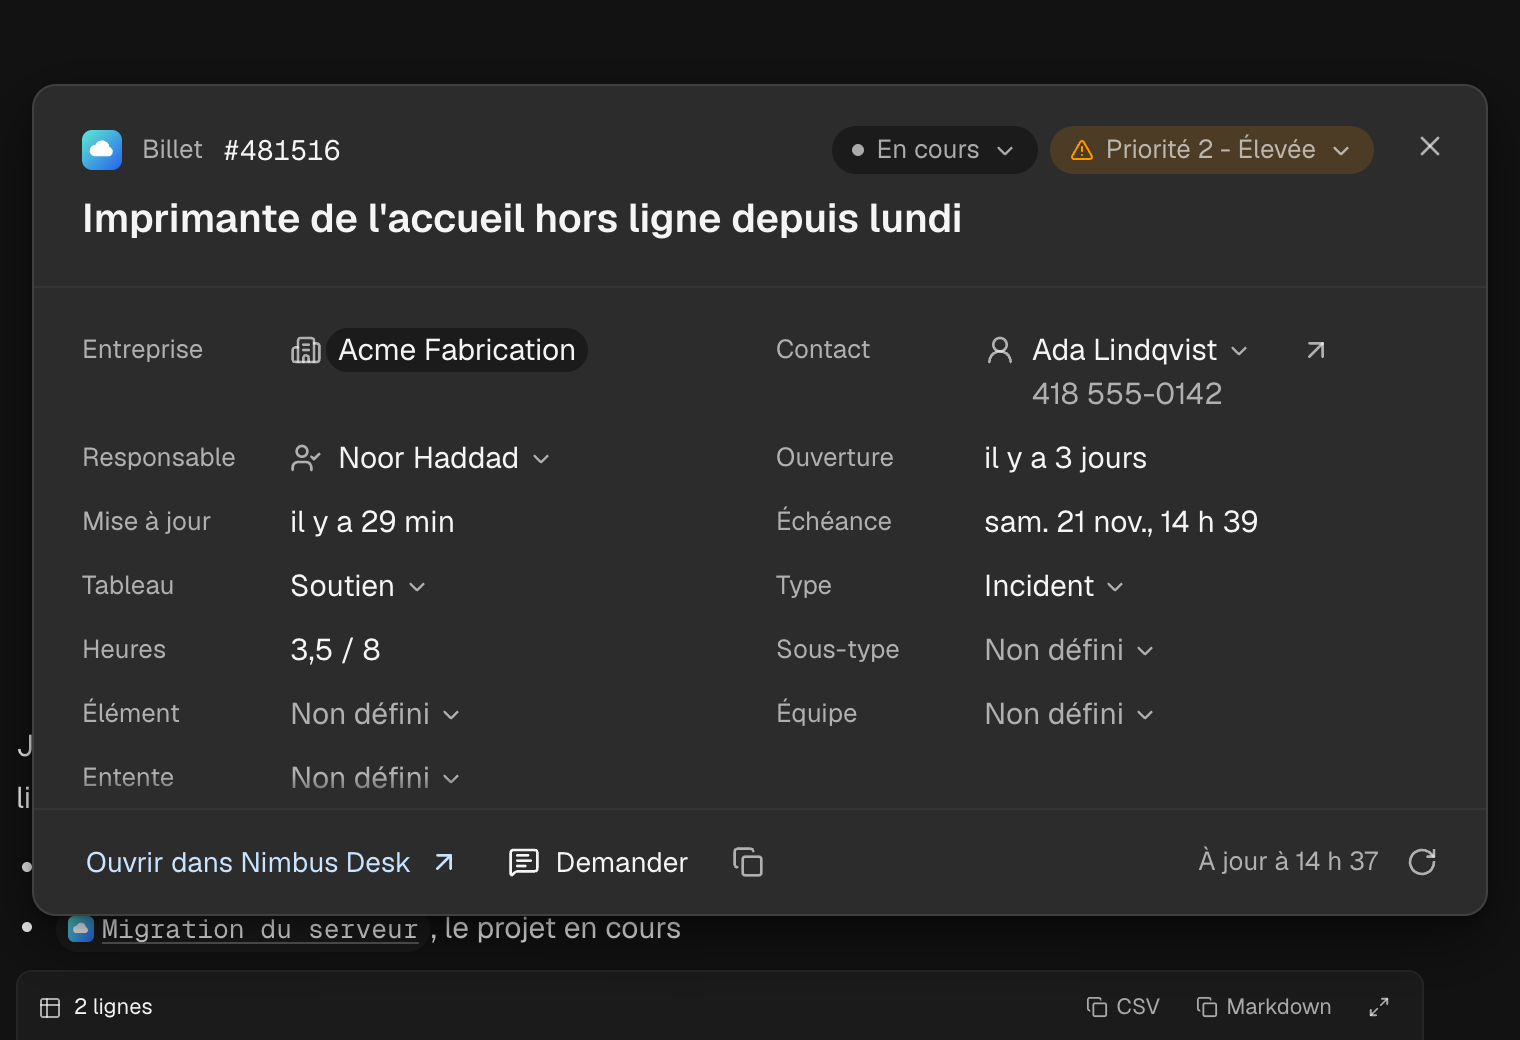 Billet #481516
En cours
Priorité 2 - Élevée
Imprimante de l'accueil hors ligne depuis lundi
Entreprise
Acme Fabrication
Contact
Ada Lindqvist
418 555-0142
Responsable
Noor Haddad
Ouverture
il y a 3 jours
Mise à jour
il y a 29 min
Échéance
sam. 21 nov., 14 h 39
Tableau
Soutien
Type
Incident
Heures
3,5 / 8
Sous-type
Non défini
Élément
Non défini
Équipe
Non défini
Entente
Non défini
Ouvrir dans Nimbus Desk
Demander
À jour à 14 h 37
Migration du serveur, le projet en cours
2 lignes
CSV
Markdown